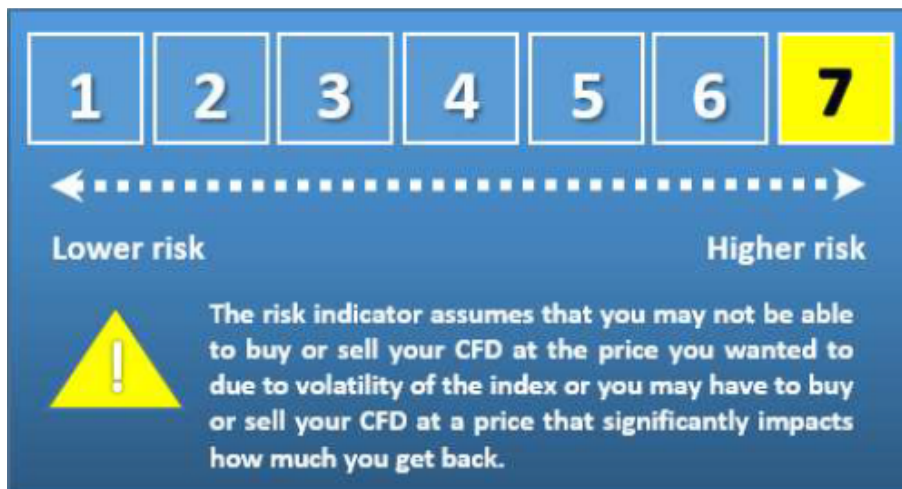 1 2 3 4 5 6 7
Lower risk Higher risk
The risk indicator assumes that you may not be able
! to buy or sell your CFD at the price you wanted to
due to volatility of the index or you may have to buy
or sell your CFD at a price that significantly impacts
how much you get back.